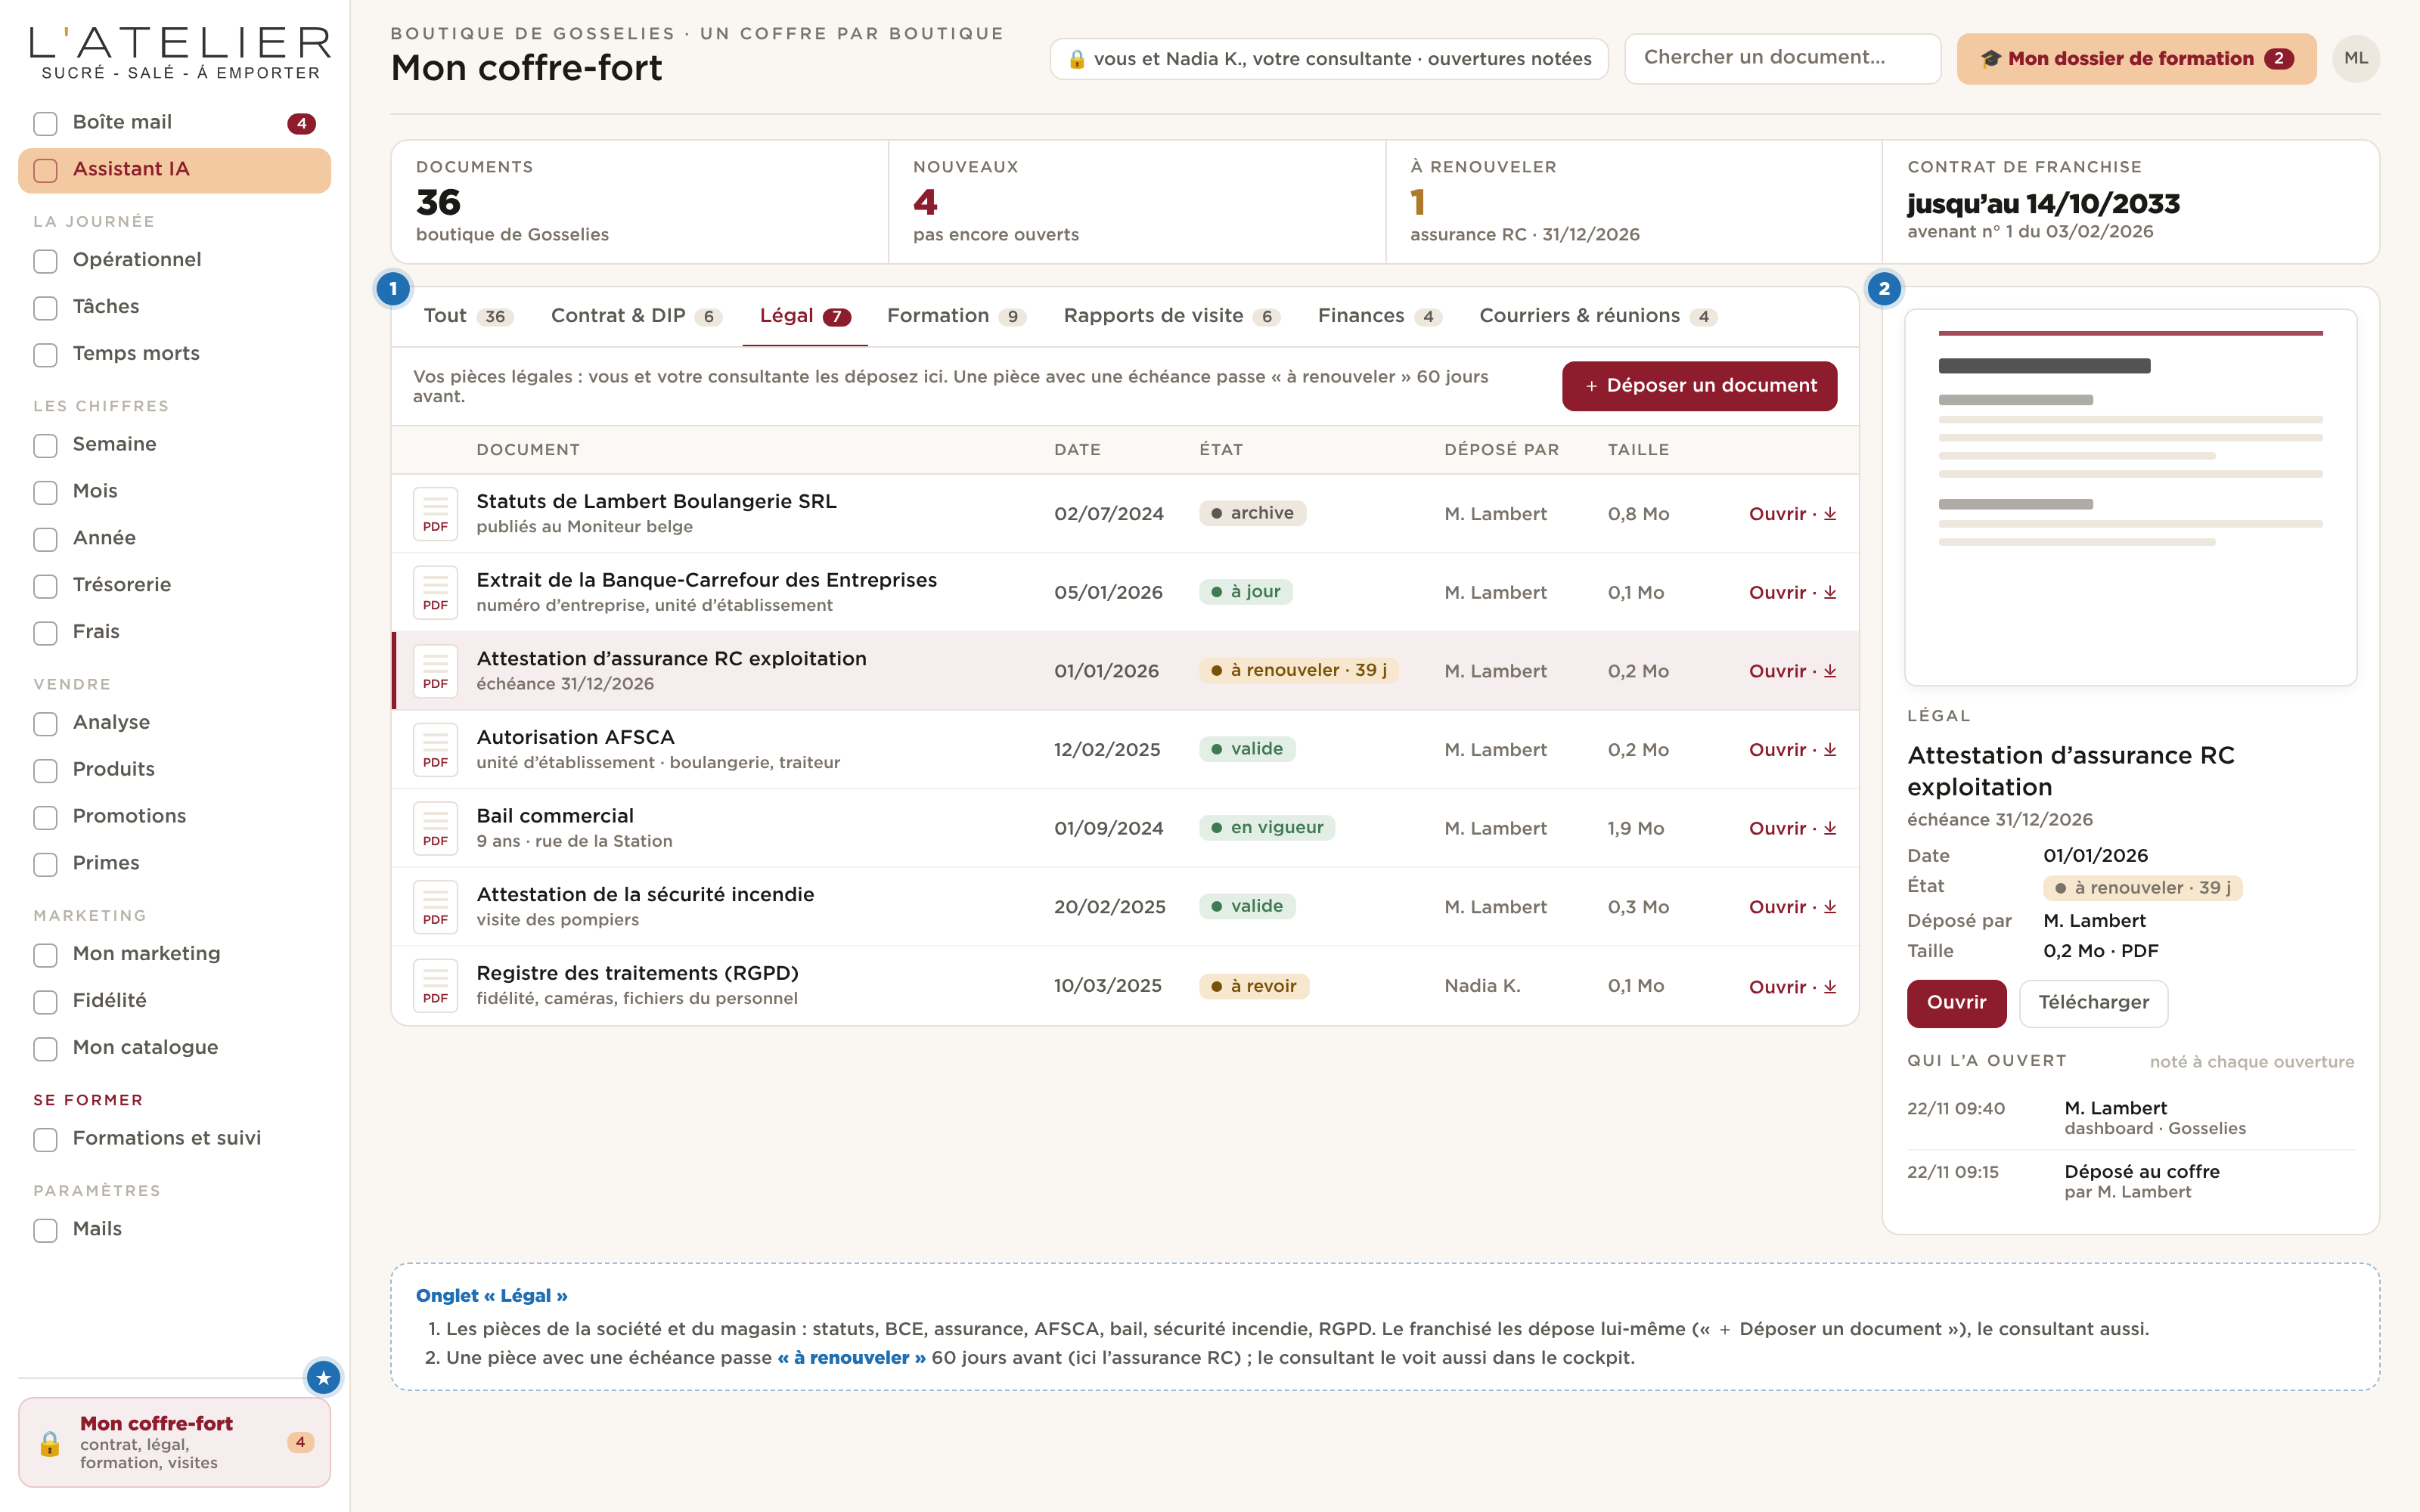 L'ATELIER
SUCRÉ - SALÉ - Á EMPORTER
Boîte mail 4
Assistant IA
LA JOURNÉE
Opérationnel
Tâches
Temps morts
LES CHIFFRES
Semaine
Mois
Année
Trésorerie
Frais
VENDRE
Analyse
Produits
Promotions
Primes
MARKETING
Mon marketing
Fidélité
Mon catalogue
SE FORMER
Formations et suivi
PARAMÈTRES
Mails
★
🔒 Mon coffre-fort 4
contrat, légal,
formation, visites
BOUTIQUE DE GOSSELIES · UN COFFRE PAR BOUTIQUE
Mon coffre-fort
🔒 vous et Nadia K., votre consultante · ouvertures notées
Chercher un document...
🎓 Mon dossier de formation 2
ML
DOCUMENTS
36
boutique de Gosselies
NOUVEAUX
4
pas encore ouverts
À RENOUVELER
1
assurance RC · 31/12/2026
CONTRAT DE FRANCHISE
jusqu’au 14/10/2033
avenant n° 1 du 03/02/2026
1
Tout 36 Contrat & DIP 6 Légal 7 Formation 9 Rapports de visite 6 Finances 4 Courriers & réunions 4
Vos pièces légales : vous et votre consultante les déposez ici. Une pièce avec une échéance passe « à renouveler » 60 jours
avant.
+ Déposer un document
DOCUMENT DATE ÉTAT DÉPOSÉ PAR TAILLE
PDF Statuts de Lambert Boulangerie SRL 02/07/2024 archive M. Lambert 0,8 Mo Ouvrir ·
publiés au Moniteur belge
PDF Extrait de la Banque-Carrefour des Entreprises 05/01/2026 à jour M. Lambert 0,1 Mo Ouvrir ·
numéro d’entreprise, unité d’établissement
PDF Attestation d’assurance RC exploitation 01/01/2026 à renouveler · 39 j M. Lambert 0,2 Mo Ouvrir ·
échéance 31/12/2026
PDF Autorisation AFSCA 12/02/2025 valide M. Lambert 0,2 Mo Ouvrir ·
unité d’établissement · boulangerie, traiteur
PDF Bail commercial 01/09/2024 en vigueur M. Lambert 1,9 Mo Ouvrir ·
9 ans · rue de la Station
PDF Attestation de la sécurité incendie 20/02/2025 valide M. Lambert 0,3 Mo Ouvrir ·
visite des pompiers
PDF Registre des traitements (RGPD) 10/03/2025 à revoir Nadia K. 0,1 Mo Ouvrir ·
fidélité, caméras, fichiers du personnel
2
LÉGAL
Attestation d’assurance RC
exploitation
échéance 31/12/2026
Date 01/01/2026
État à renouveler · 39 j
Déposé par M. Lambert
Taille 0,2 Mo · PDF
Ouvrir Télécharger
QUI L’A OUVERT noté à chaque ouverture
22/11 09:40 M. Lambert
dashboard · Gosselies
22/11 09:15 Déposé au coffre
par M. Lambert
Onglet « Légal »
1. Les pièces de la société et du magasin : statuts, BCE, assurance, AFSCA, bail, sécurité incendie, RGPD. Le franchisé les dépose lui-même (« + Déposer un document »), le consultant aussi.
2. Une pièce avec une échéance passe « à renouveler » 60 jours avant (ici l’assurance RC) ; le consultant le voit aussi dans le cockpit.